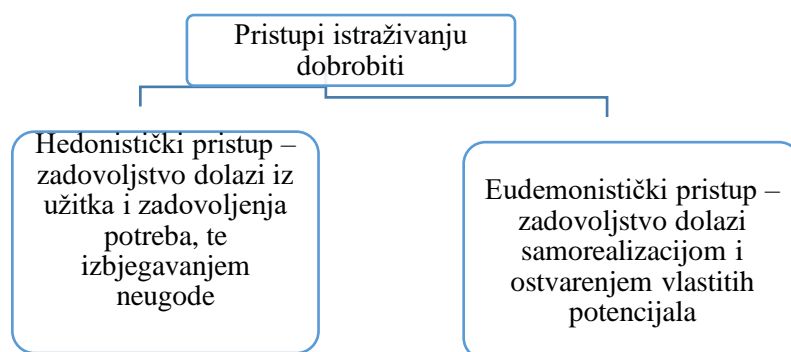 Pristupi istraživanju
dobrobiti
Hedonistički pristup –
zadovoljstvo dolazi iz
užitka i zadovoljenja
potreba, te
izbjegavanjem
neugode
Eudemonistički pristup –
zadovoljstvo dolazi
samorealizacijom i
ostvarenjem vlastitih
potencijala